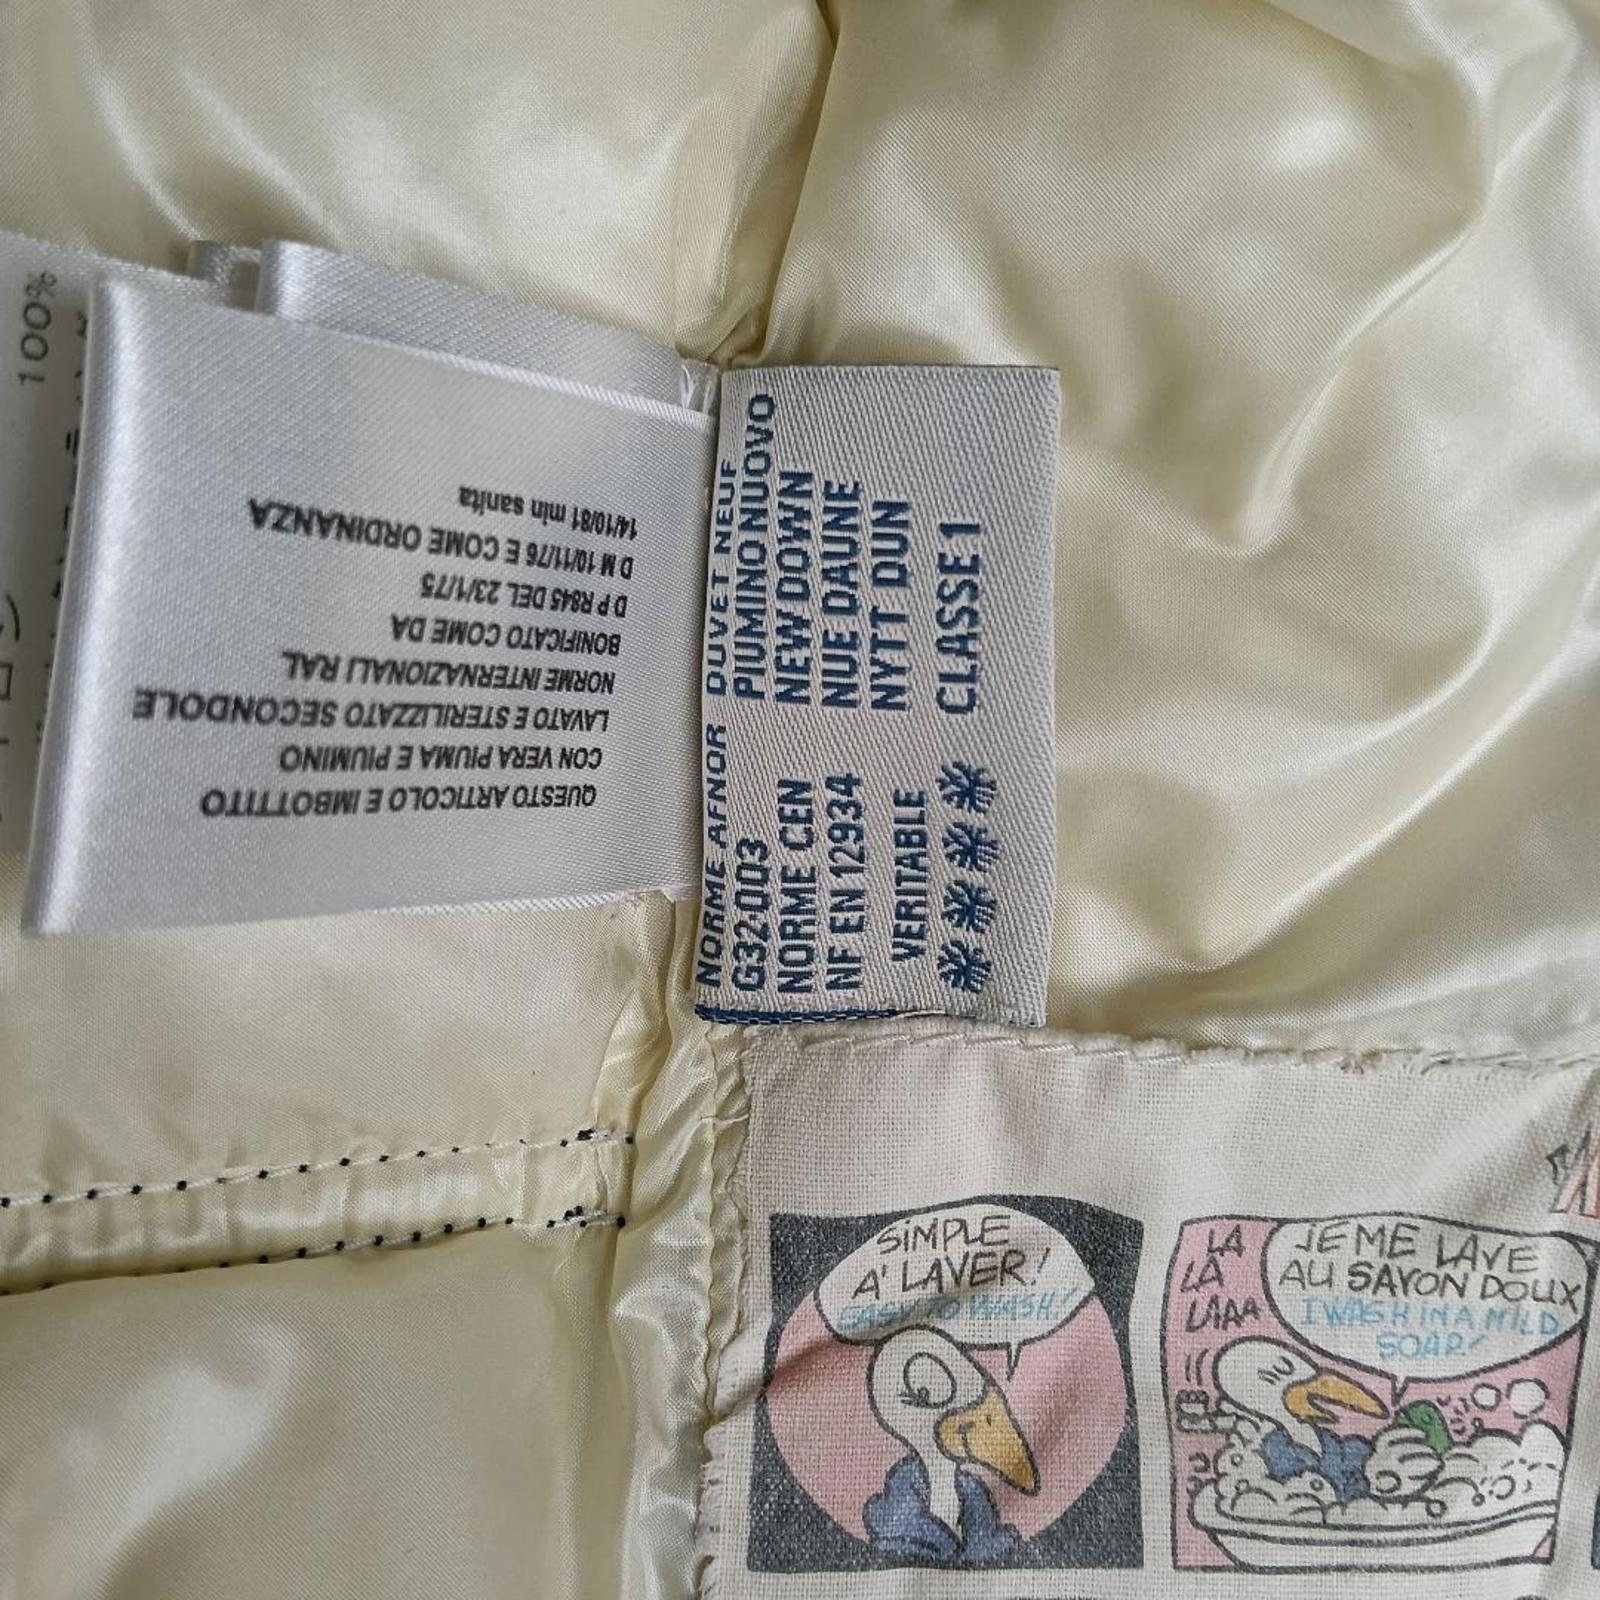 100%
QUESTO ARTICOLO E IMBOTTITO
CON VERA PIUMA E PIUMINO
LAVATO E STERILIZZATO SECONDOLE
NORME INTERNAZIONALI RAL
BONIFICATO COME DA
D P R845 DEL 23/1/75
D M 10/11/76 E COME ORDINANZA
14/10/81 min sanita
NORME AFNOR DUVET NEUF
G32-003 PIUMINO NUOVO
NORME CEN NEW DOWN
NF EN 12934 NUE DAUNE
NYTT DUN
VERITABLE
CLASSE 1
SIMPLE
A' LAVER!
EASY TO WASH!
LA
LA
LAAA
JE ME LAVE
AU SAVON DOUX
I WASH IN A MILD
SOAP!